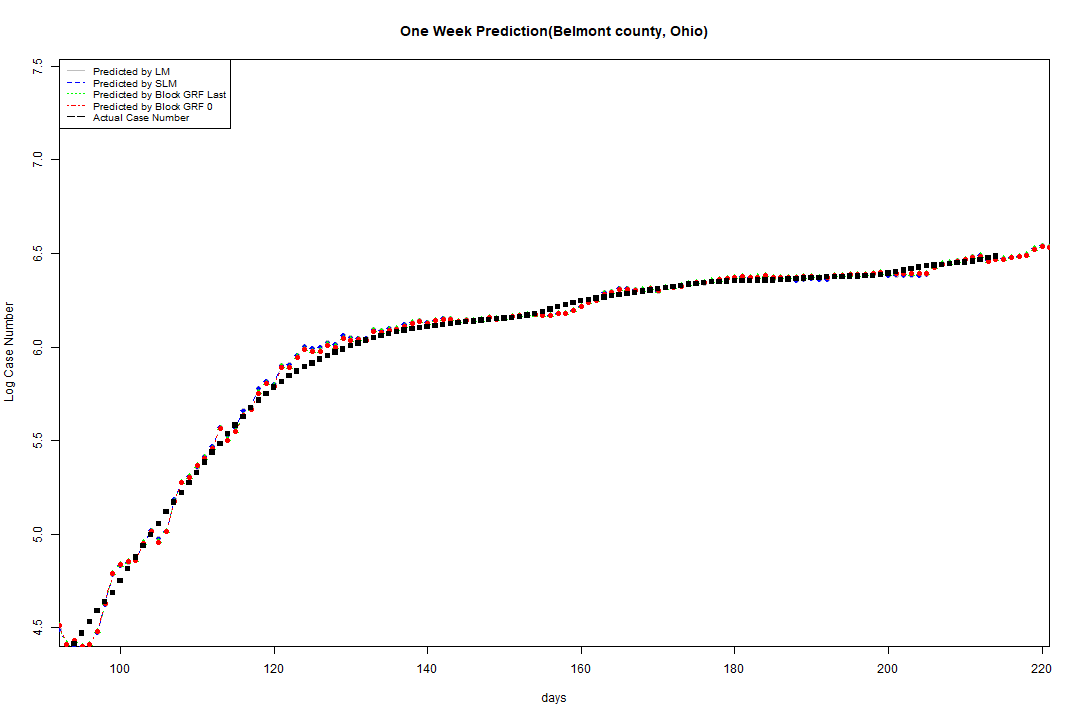 One Week Prediction(Belmont county, Ohio)
Predicted by LM
Predicted by SLM
Predicted by Block GRF Last
Predicted by Block GRF 0
Actual Case Number
7.5
7.0
6.5
6.0
5.5
5.0
4.5
Log Case Number
100 120 140 160 180 200 220
days